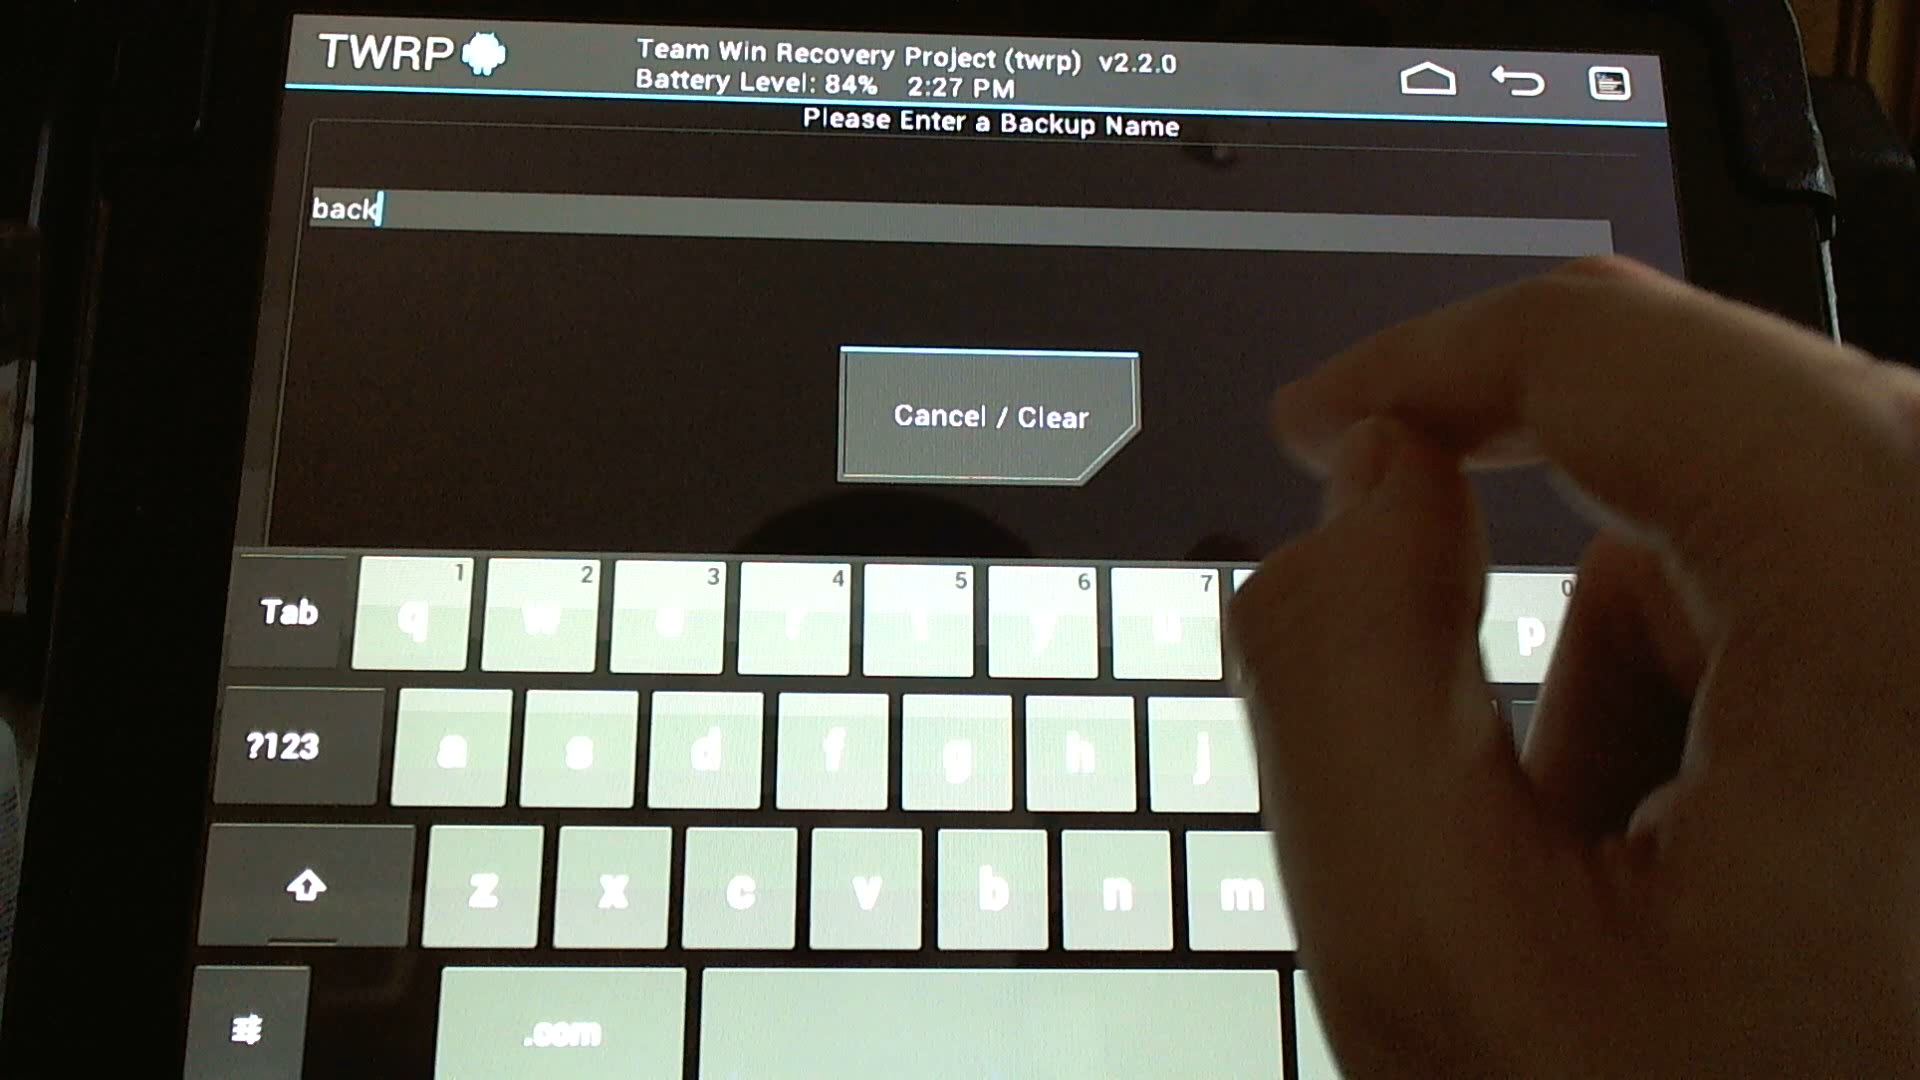 TWRP
Team Win Recovery Project (twrp) v2.2.0
Battery Level: 84% 2:27 PM
Please Enter a Backup Name
back
Cancel / Clear
1 2 3 4 5 6 7 0
Tab q w e r t y u p
?123 a s d f g h j
z x c v b n m
.com